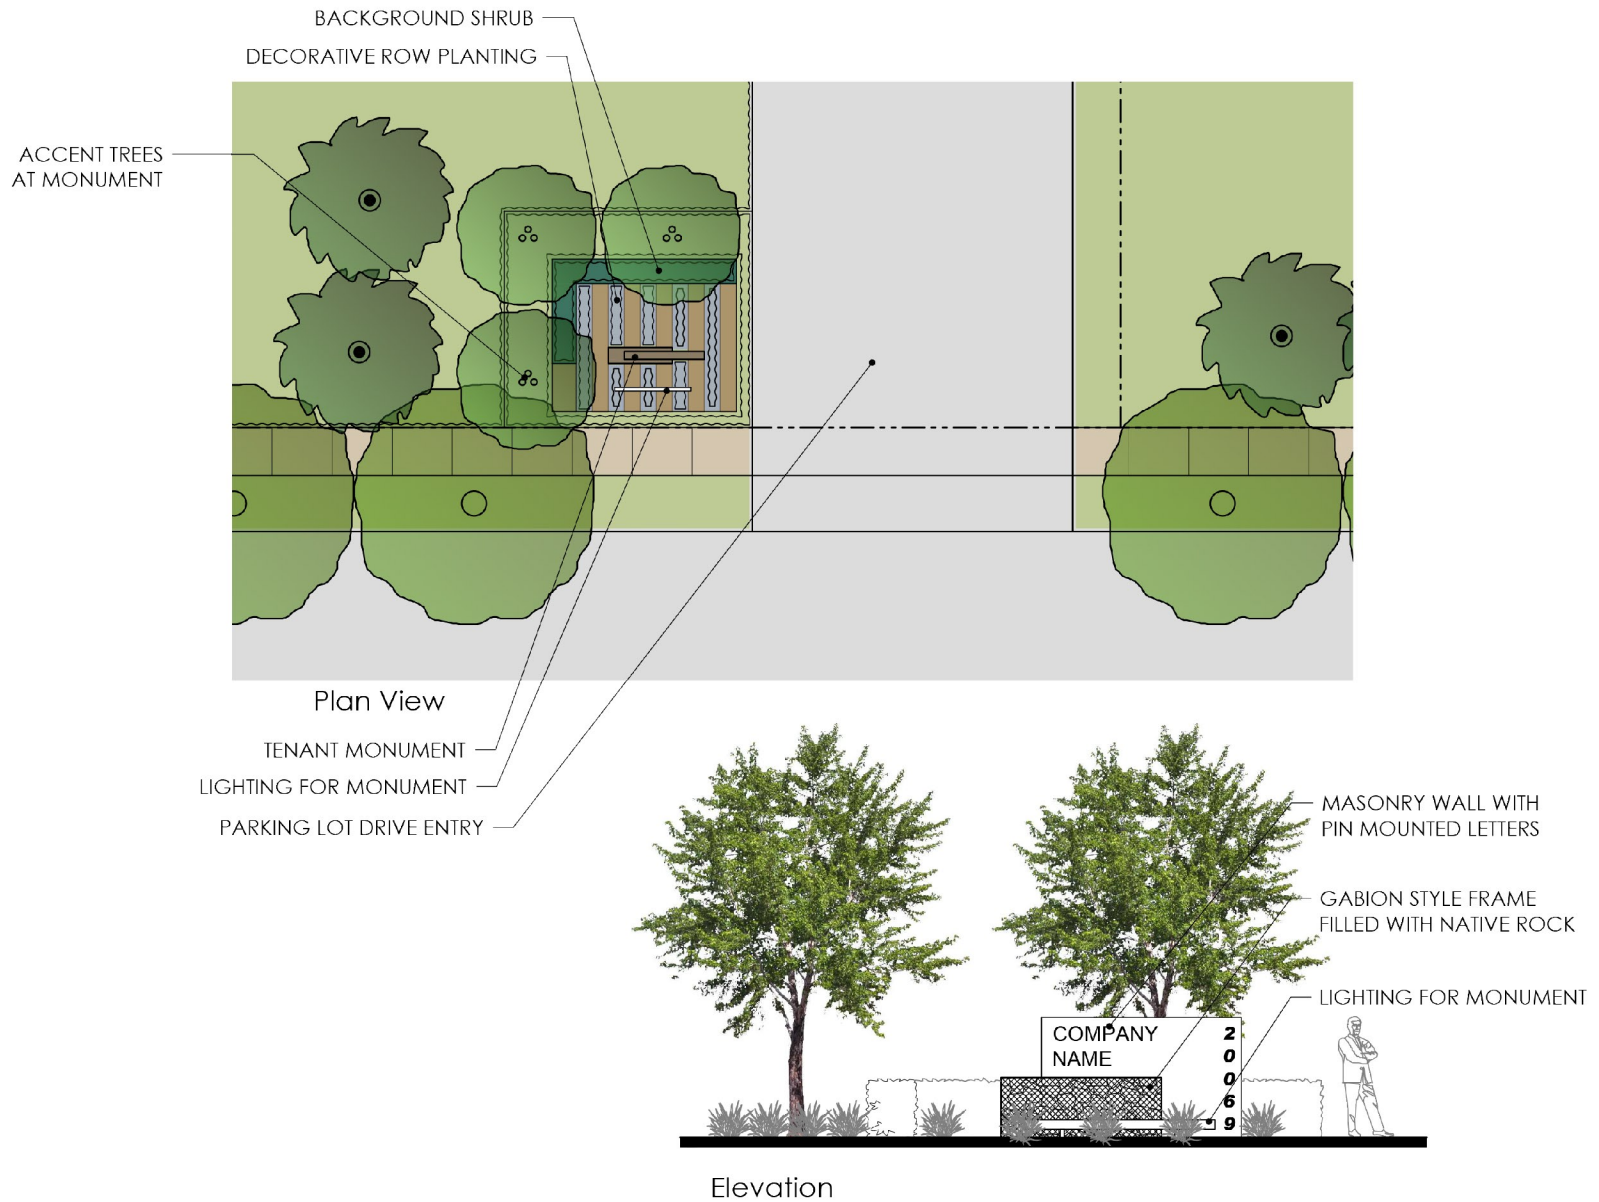 BACKGROUND SHRUB
DECORATIVE ROW PLANTING
ACCENT TREES
AT MONUMENT
Plan View
TENANT MONUMENT
LIGHTING FOR MONUMENT
PARKING LOT DRIVE ENTRY
MASONRY WALL WITH
PIN MOUNTED LETTERS
GABION STYLE FRAME
FILLED WITH NATIVE ROCK
LIGHTING FOR MONUMENT
COMPANY
NAME
2
0
0
6
9
Elevation